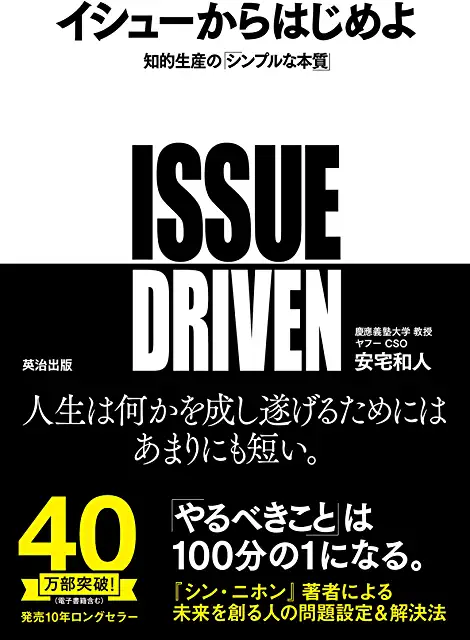 イシューからはじめよ
知的生産の「シンプルな本質」
ISSUE
DRIVEN
慶應義塾大学 教授
ヤフー CSO
安宅和人
英治出版
人生は何かを成し遂げるためには
あまりにも短い。
40
万部突破!
(電子書籍含む)
発売10年ロングセラー
「やるべきこと」は
100分の1になる。
『シン・ニホン』著者による
未来を創る人の問題設定&解決法